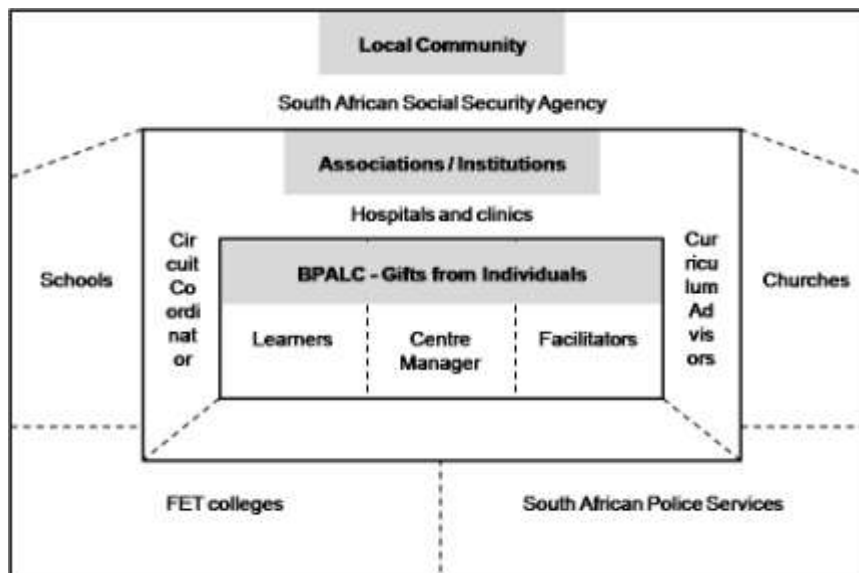 Local Community
South African Social Security Agency
Associations / Institutions
Hospitals and clinics
Schools
Cir
cuit
Co
ordi
nat
or
BPALC - Gifts from Individuals
Learners
Centre
Manager
Facilitators
Cur
ricu
lum
Ad
vis
ors
Churches
FET colleges
South African Police Services